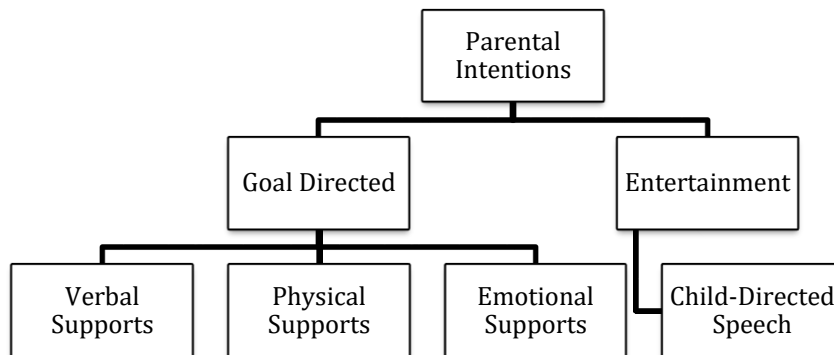 Parental
Intentions
Goal Directed
Entertainment
Verbal
Supports
Physical
Supports
Emotional
Supports
Child-Directed
Speech